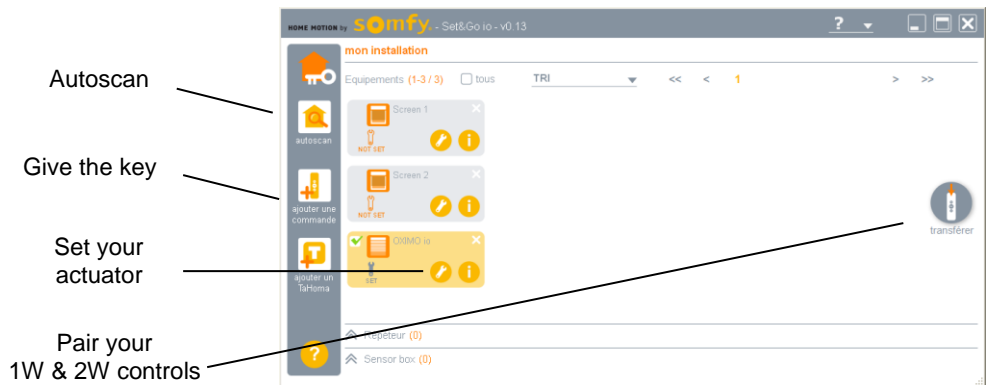 HOME MOTION by somfy. - Set&Go io - v0.13
?
mon installation
Equipements (1-3 / 3) tous TRI << < 1 > >>
Autoscan
autoscan
Screen 1
NOT SET
Give the key
ajouter une
commande
Screen 2
NOT SET
transférer
Set your
actuator
ajouter un
TaHoma
OXIMO io
SET
Pair your
1W & 2W controls
?
Répéteur (0)
Sensor box (0)